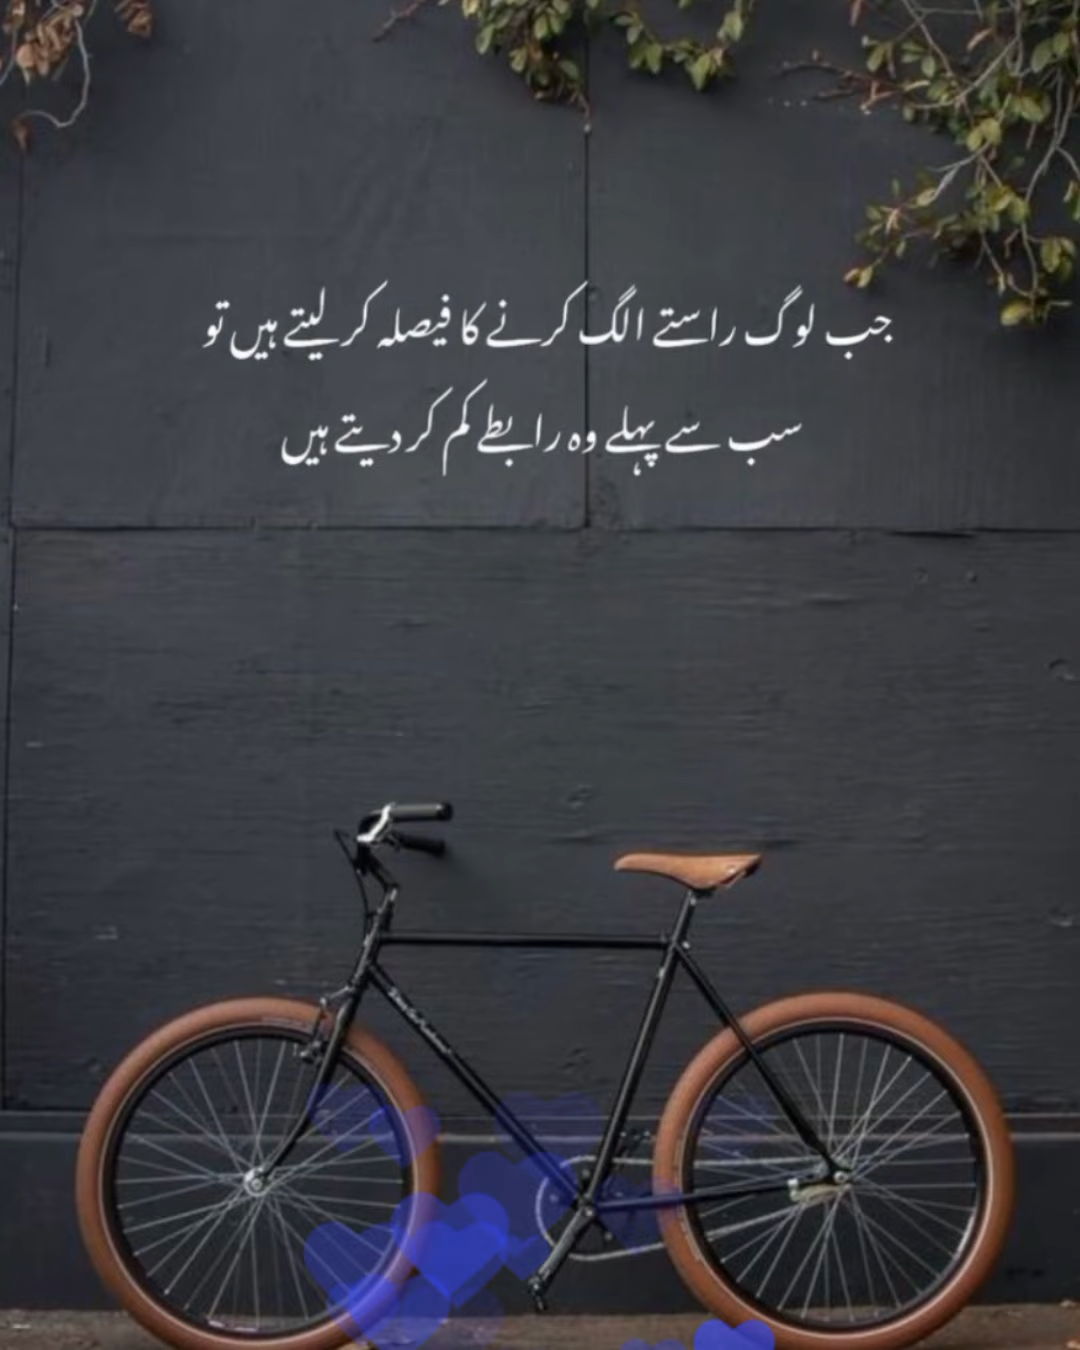 جب لوگ راستے الگ کرنے کا فیصلہ کر لیتے ہیں تو
سب سے پہلے وہ رابطے کم کر دیتے ہیں